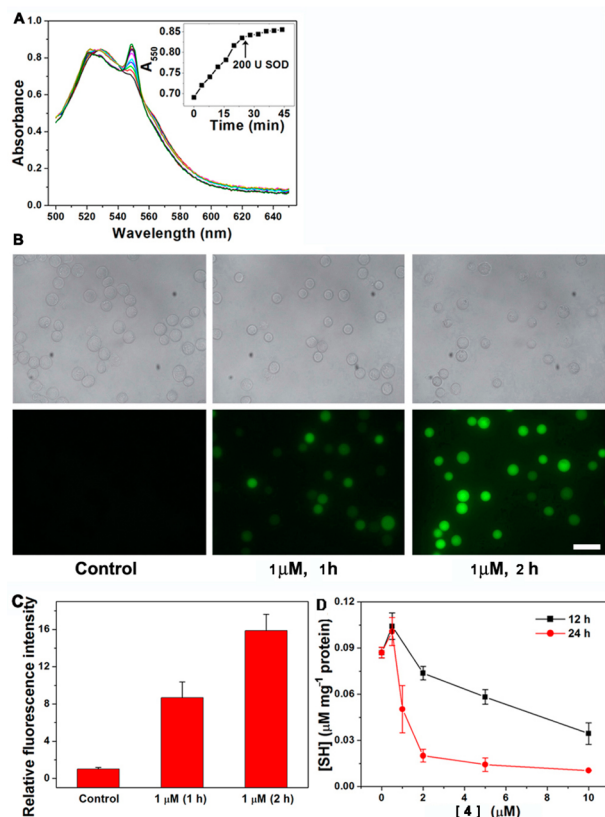 A
Absorbance
1.0
0.8
0.6
0.4
0.2
0.0
500 520 540 560 580 600 620 640
Wavelength (nm)
A550
0.85
0.80
0.75
0.70
200 U SOD
0 15 30 45
Time (min)
B
Control
1μM, 1h
1μM, 2 h
C
Relative fluorescence intensity
16
12
8
4
0
Control 1 μM (1h) 1 μM (2 h)
D
[SH] (μM mg-1 protein)
0.12
0.09
0.06
0.03
0.00
12 h
24 h
0 2 4 6 8 10
[ 4 ] (μM)